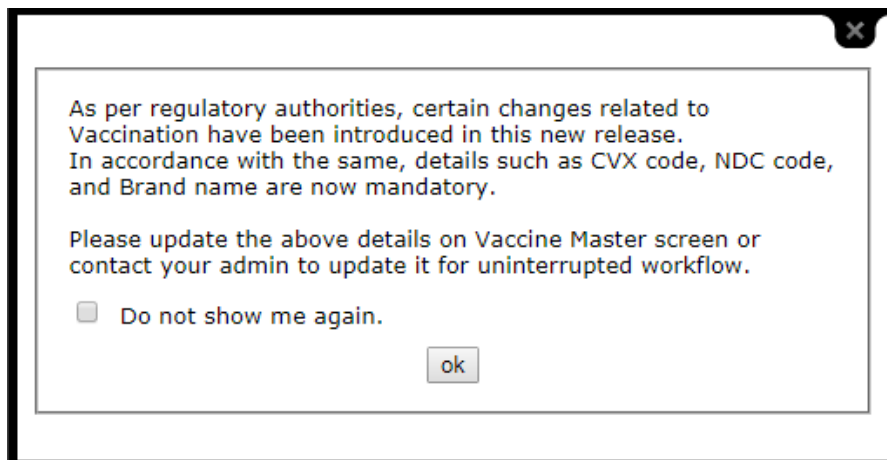 As per regulatory authorities, certain changes related to
Vaccination have been introduced in this new release.
In accordance with the same, details such as CVX code, NDC code,
and Brand name are now mandatory.
Please update the above details on Vaccine Master screen or
contact your admin to update it for uninterrupted workflow.
Do not show me again.
ok